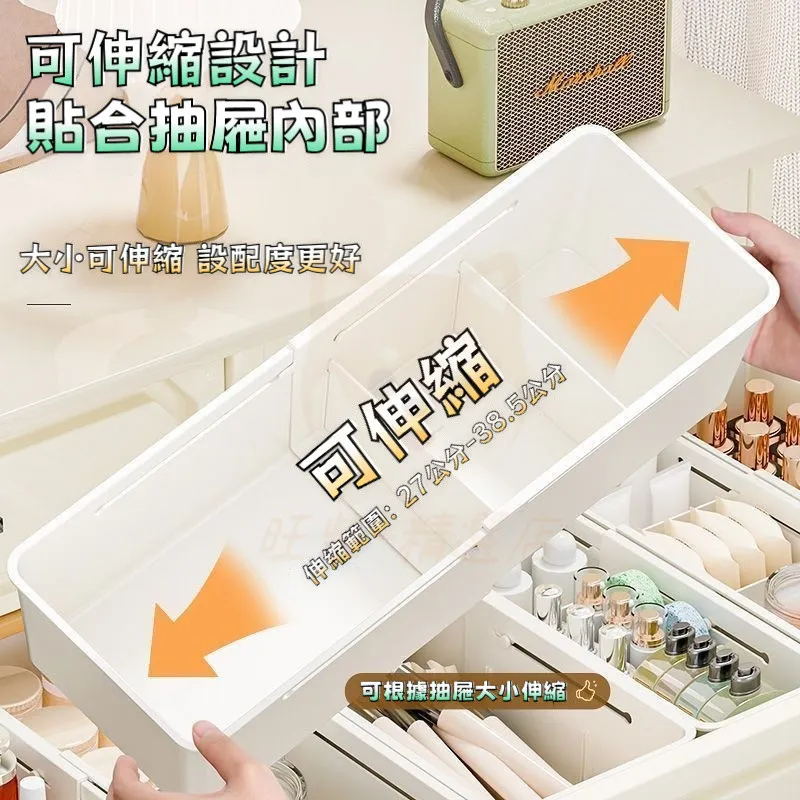 可伸縮設計
貼合抽屜內部
大小可伸縮 設配度更好
Marshall
可伸縮
伸縮範圍：27公分-38.5公分
可根據抽屜大小伸縮